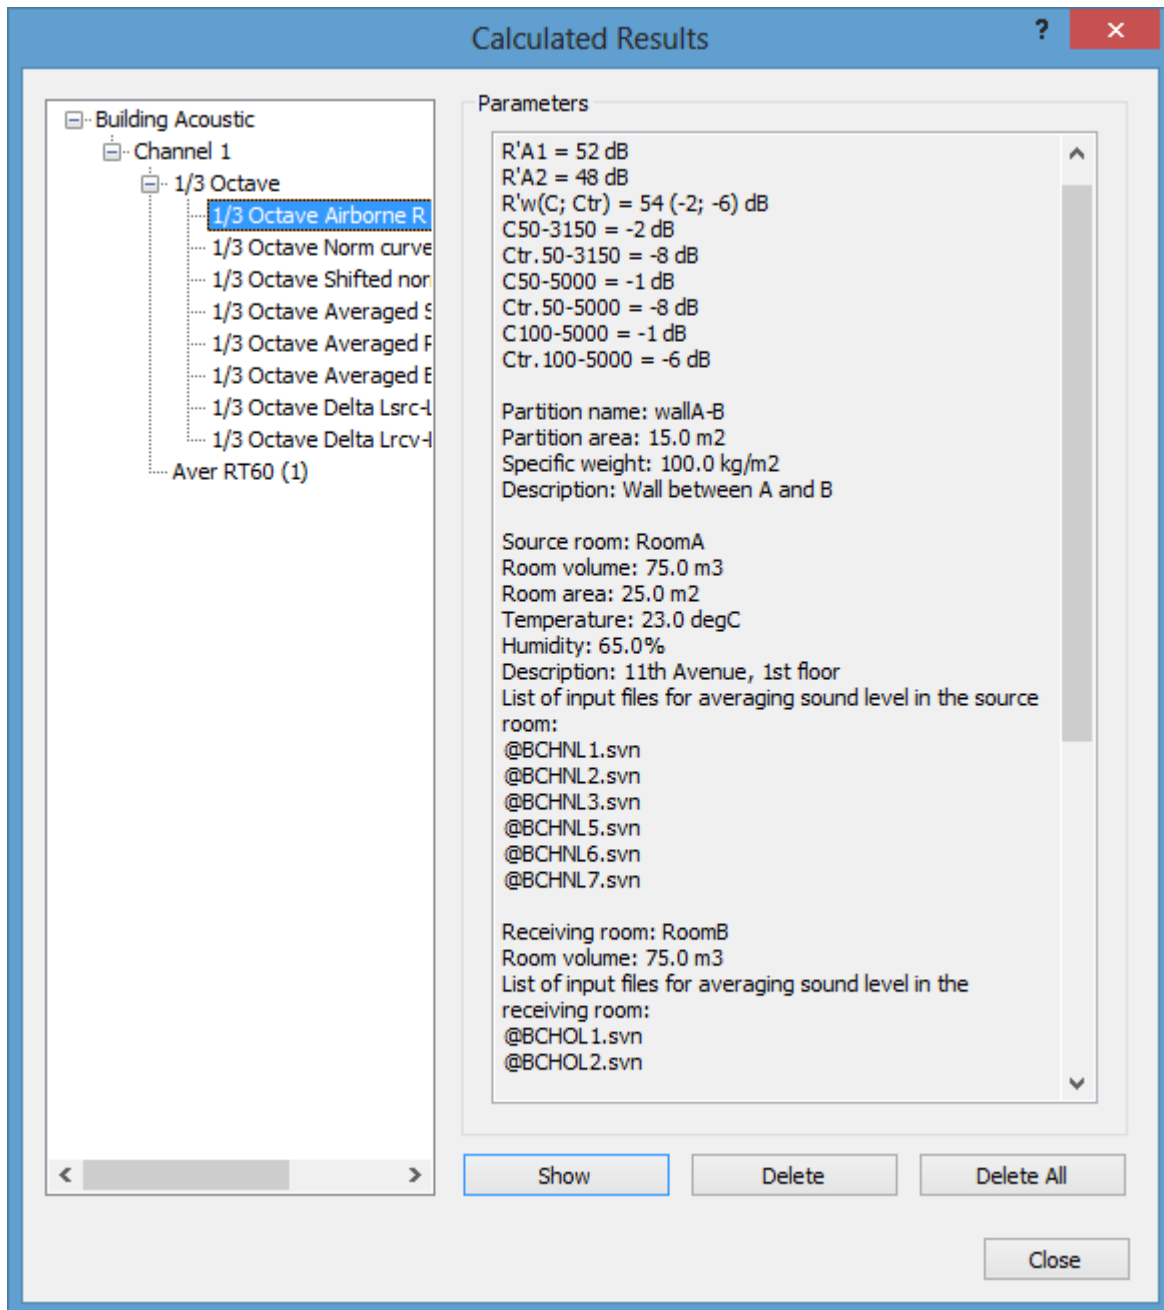 Calculated Results
?
Building Acoustic
Channel 1
1/3 Octave
1/3 Octave Airborne R
1/3 Octave Norm curve
1/3 Octave Shifted nor
1/3 Octave Averaged S
1/3 Octave Averaged F
1/3 Octave Averaged E
1/3 Octave Delta Lsrc-L
1/3 Octave Delta Lrcv-l
Aver RT60 (1)
Parameters
R'A1 = 52 dB
R'A2 = 48 dB
R'w(C; Ctr) = 54 (-2; -6) dB
C50-3150 = -2 dB
Ctr.50-3150 = -8 dB
C50-5000 = -1 dB
Ctr.50-5000 = -8 dB
C100-5000 = -1 dB
Ctr.100-5000 = -6 dB
Partition name: wallA-B
Partition area: 15.0 m2
Specific weight: 100.0 kg/m2
Description: Wall between A and B
Source room: RoomA
Room volume: 75.0 m3
Room area: 25.0 m2
Temperature: 23.0 degC
Humidity: 65.0%
Description: 11th Avenue, 1st floor
List of input files for averaging sound level in the source
room:
@BCHNL1.svn
@BCHNL2.svn
@BCHNL3.svn
@BCHNL5.svn
@BCHNL6.svn
@BCHNL7.svn
Receiving room: RoomB
Room volume: 75.0 m3
List of input files for averaging sound level in the
receiving room:
@BCHOL1.svn
@BCHOL2.svn
Show
Delete
Delete All
Close